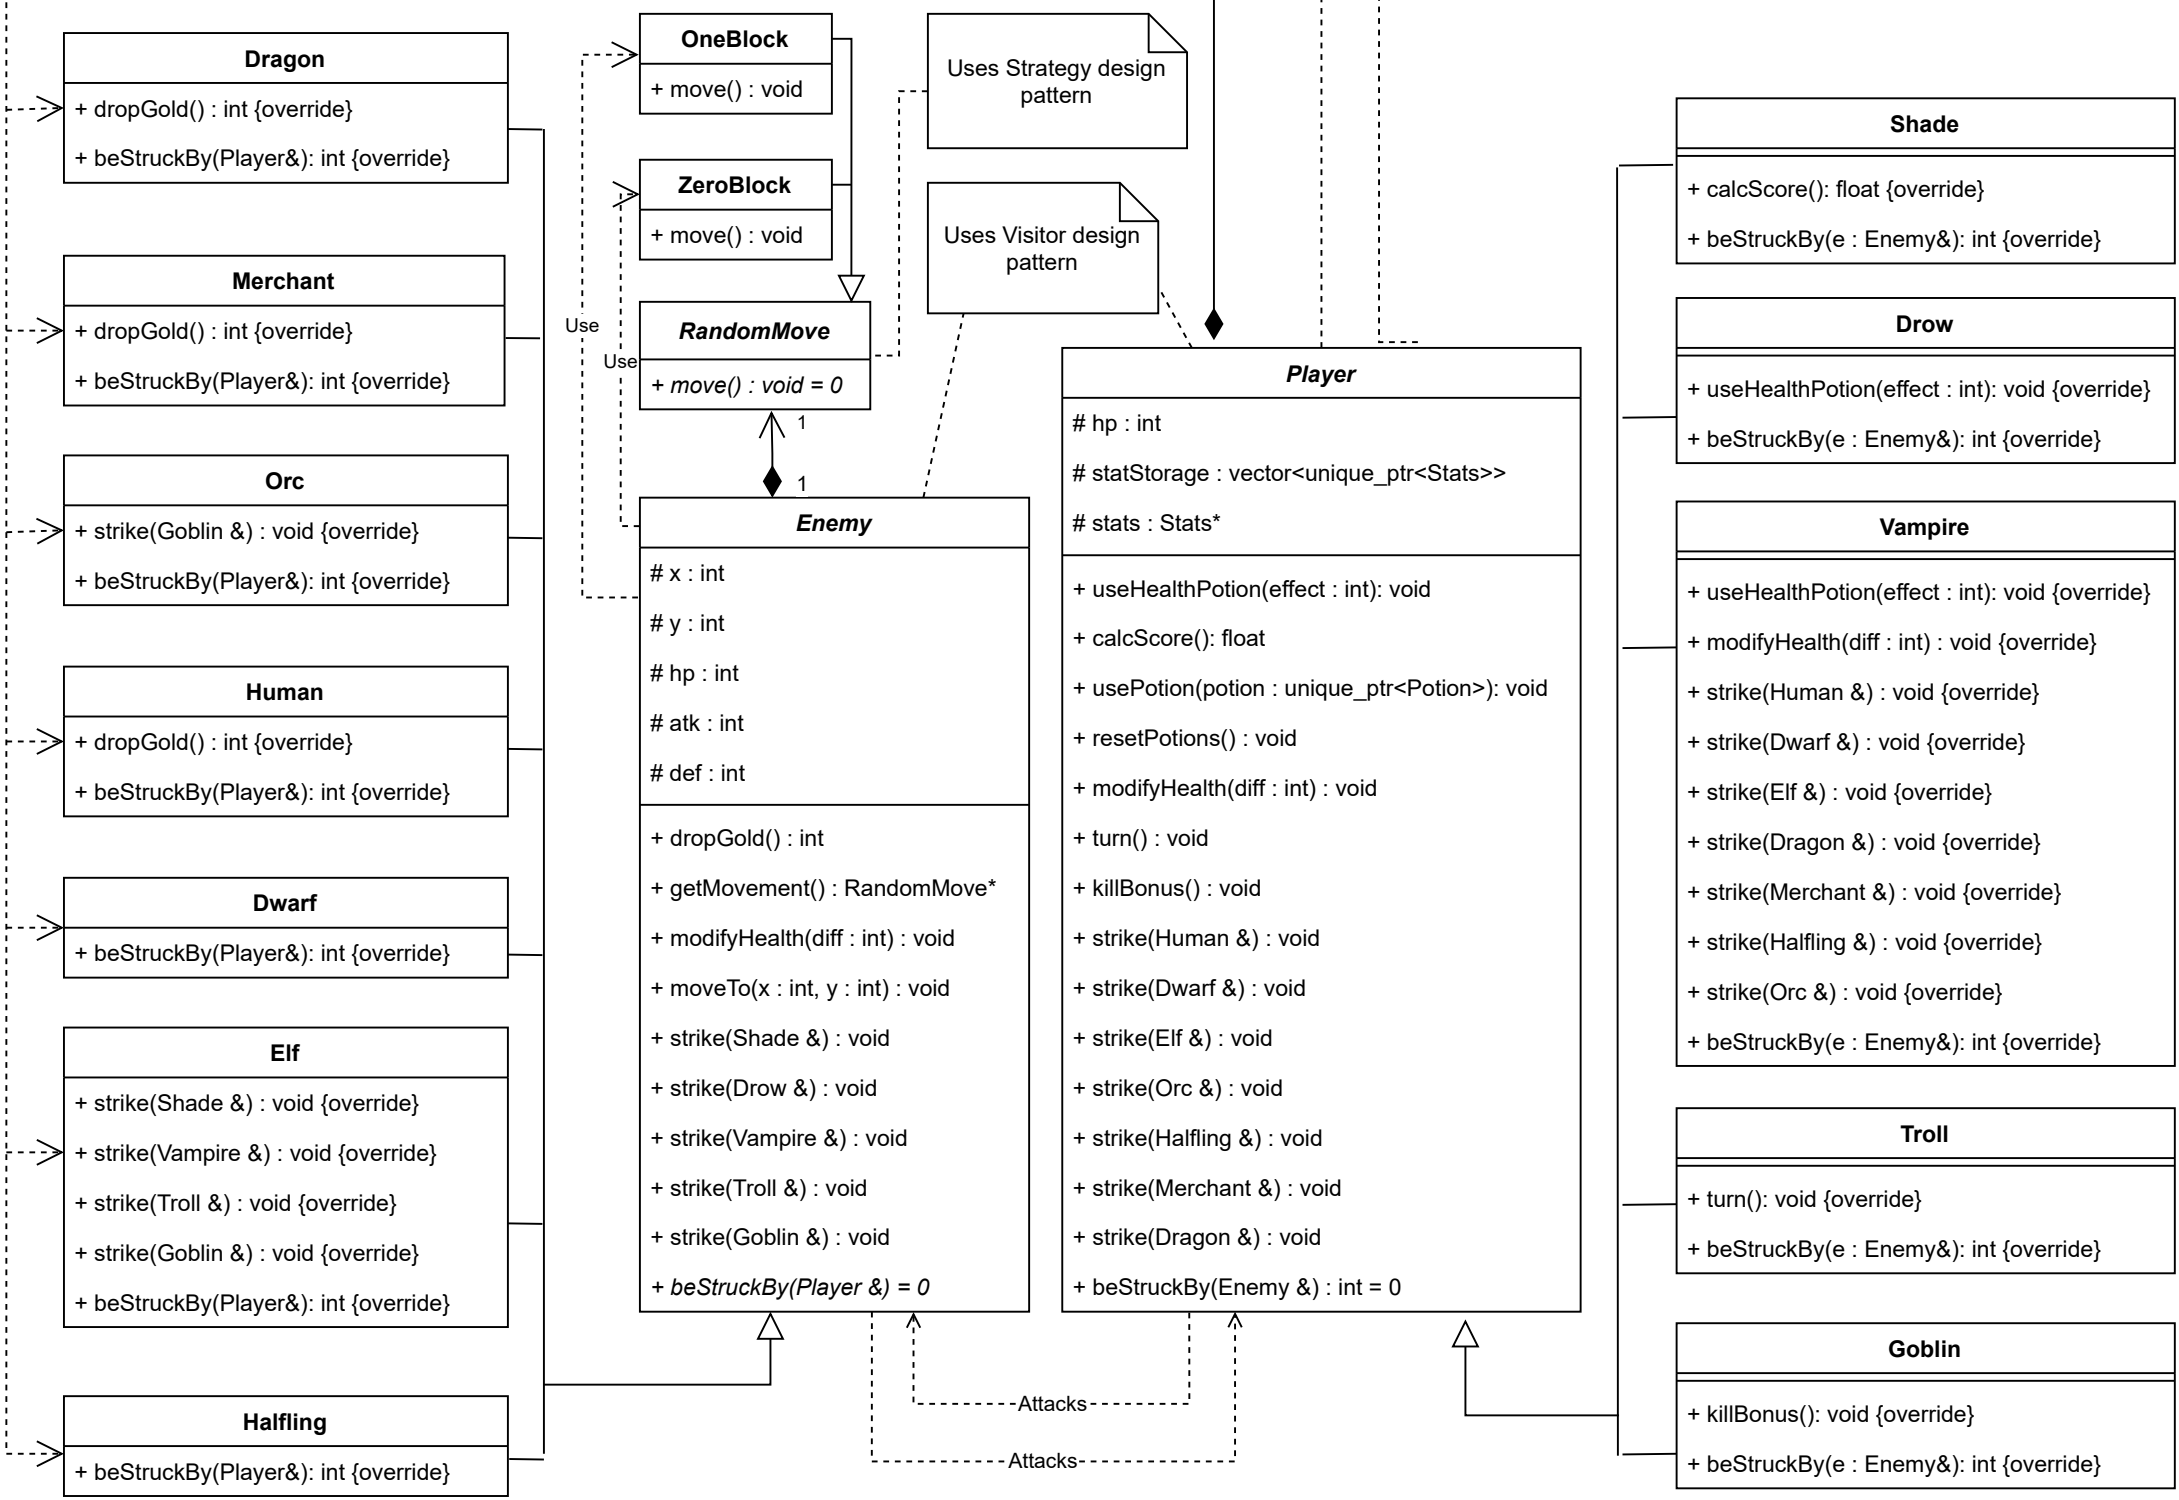 Dragon
+ dropGold() : int {override}
+ beStruckBy(Player&): int {override}
Merchant
+ dropGold() : int {override}
+ beStruckBy(Player&): int {override}
Orc
+ strike(Goblin &) : void {override}
+ beStruckBy(Player&): int {override}
Human
+ dropGold() : int {override}
+ beStruckBy(Player&): int {override}
Dwarf
+ beStruckBy(Player&): int {override}
Elf
+ strike(Shade &) : void {override}
+ strike(Vampire &) : void {override}
+ strike(Troll &) : void {override}
+ strike(Goblin &) : void {override}
+ beStruckBy(Player&): int {override}
Halfling
+ beStruckBy(Player&): int {override}
OneBlock
+ move() : void
ZeroBlock
+ move() : void
Use
Use
RandomMove
+ move() : void = 0
1
1
Enemy
# x : int
# y : int
# hp : int
# atk : int
# def : int
+ dropGold() : int
+ getMovement() : RandomMove*
+ modifyHealth(diff : int) : void
+ moveTo(x : int, y : int) : void
+ strike(Shade &) : void
+ strike(Drow &) : void
+ strike(Vampire &) : void
+ strike(Troll &) : void
+ strike(Goblin &) : void
+ beStruckBy(Player &) = 0
Uses Strategy design
pattern
Uses Visitor design
pattern
Player
# hp : int
# statStorage : vector<unique_ptr<Stats>>
# stats : Stats*
+ useHealthPotion(effect : int): void
+ calcScore(): float
+ usePotion(potion : unique_ptr<Potion>): void
+ resetPotions() : void
+ modifyHealth(diff : int) : void
+ turn() : void
+ killBonus() : void
+ strike(Human &) : void
+ strike(Dwarf &) : void
+ strike(Elf &) : void
+ strike(Orc &) : void
+ strike(Halfling &) : void
+ strike(Merchant &) : void
+ strike(Dragon &) : void
+ beStruckBy(Enemy &) : int = 0
Attacks
Attacks
Shade
+ calcScore(): float {override}
+ beStruckBy(e : Enemy&): int {override}
Drow
+ useHealthPotion(effect : int): void {override}
+ beStruckBy(e : Enemy&): int {override}
Vampire
+ useHealthPotion(effect : int): void {override}
+ modifyHealth(diff : int) : void {override}
+ strike(Human &) : void {override}
+ strike(Dwarf &) : void {override}
+ strike(Elf &) : void {override}
+ strike(Dragon &) : void {override}
+ strike(Merchant &) : void {override}
+ strike(Halfling &) : void {override}
+ strike(Orc &) : void {override}
+ beStruckBy(e : Enemy&): int {override}
Troll
+ turn(): void {override}
+ beStruckBy(e : Enemy&): int {override}
Goblin
+ killBonus(): void {override}
+ beStruckBy(e : Enemy&): int {override}